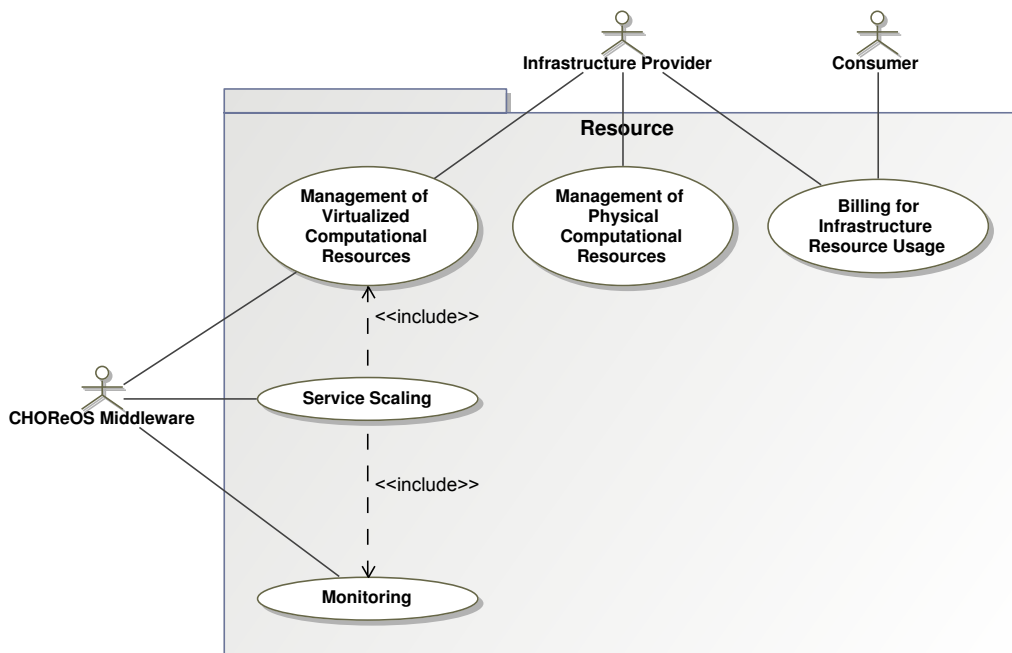 Infrastructure Provider
Consumer
Resource
Management of
Virtualized
Computational
Resources
Management of
Physical
Computational
Resources
Billing for
Infrastructure
Resource Usage
<<include>>
CHOReOS Middleware
Service Scaling
<<include>>
Monitoring